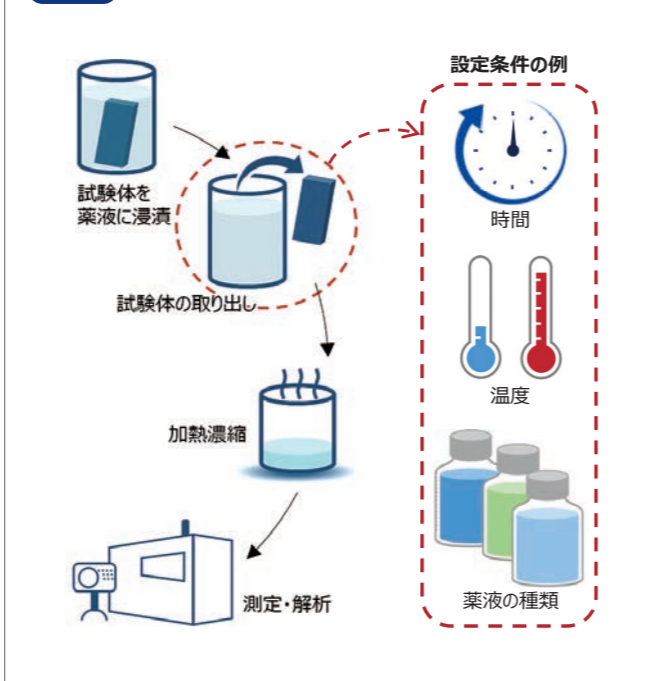 設定条件の例
試験体を
薬液に浸漬
時間
試験体の取り出し
温度
加熱濃縮
薬液の種類
測定・解析